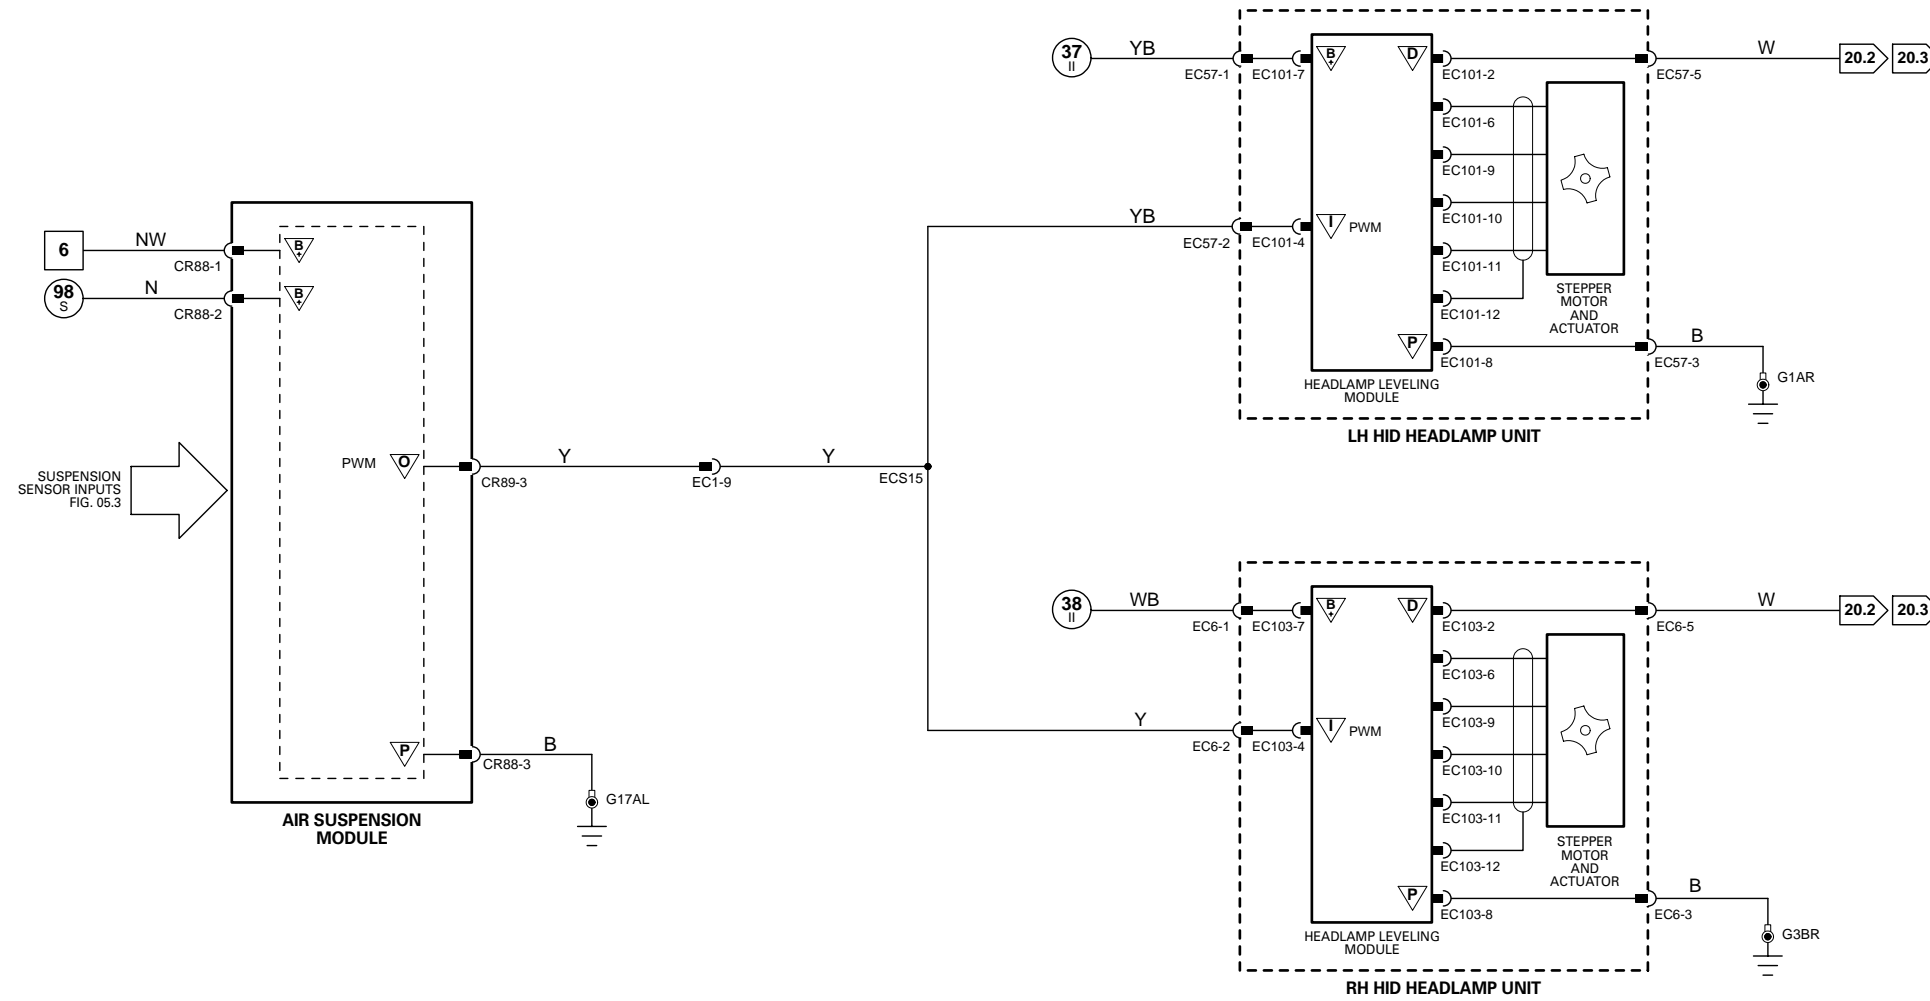 6
NW
CR88-1
B
+
98
S
N
CR88-2
B
+
SUSPENSION
SENSOR INPUTS
FIG. 05.3
PWM
O
CR89-3
Y
EC1-9
Y
ECS15
P
CR88-3
B
G17AL
AIR SUSPENSION
MODULE
37
II
YB
EC57-1
EC101-7
B
+
D
EC101-2
EC57-5
W
20.2
20.3
EC101-6
EC101-9
YB
EC57-2
EC101-4
I
PWM
EC101-10
EC101-11
EC101-12
STEPPER
MOTOR
AND
ACTUATOR
P
EC101-8
EC57-3
B
G1AR
HEADLAMP LEVELING
MODULE
LH HID HEADLAMP UNIT
38
II
WB
EC6-1
EC103-7
B
+
D
EC103-2
EC6-5
W
20.2
20.3
EC103-6
EC103-9
Y
EC6-2
EC103-4
I
PWM
EC103-10
EC103-11
EC103-12
STEPPER
MOTOR
AND
ACTUATOR
P
EC103-8
EC6-3
B
G3BR
HEADLAMP LEVELING
MODULE
RH HID HEADLAMP UNIT